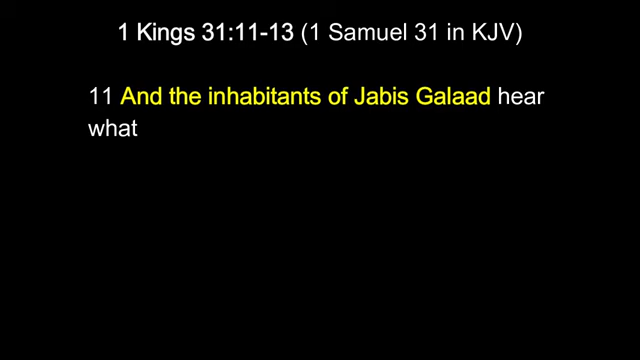 1 Kings 31:11-13 (1 Samuel 31 in KJV)
11 And the inhabitants of Jabis Galaad hear
what